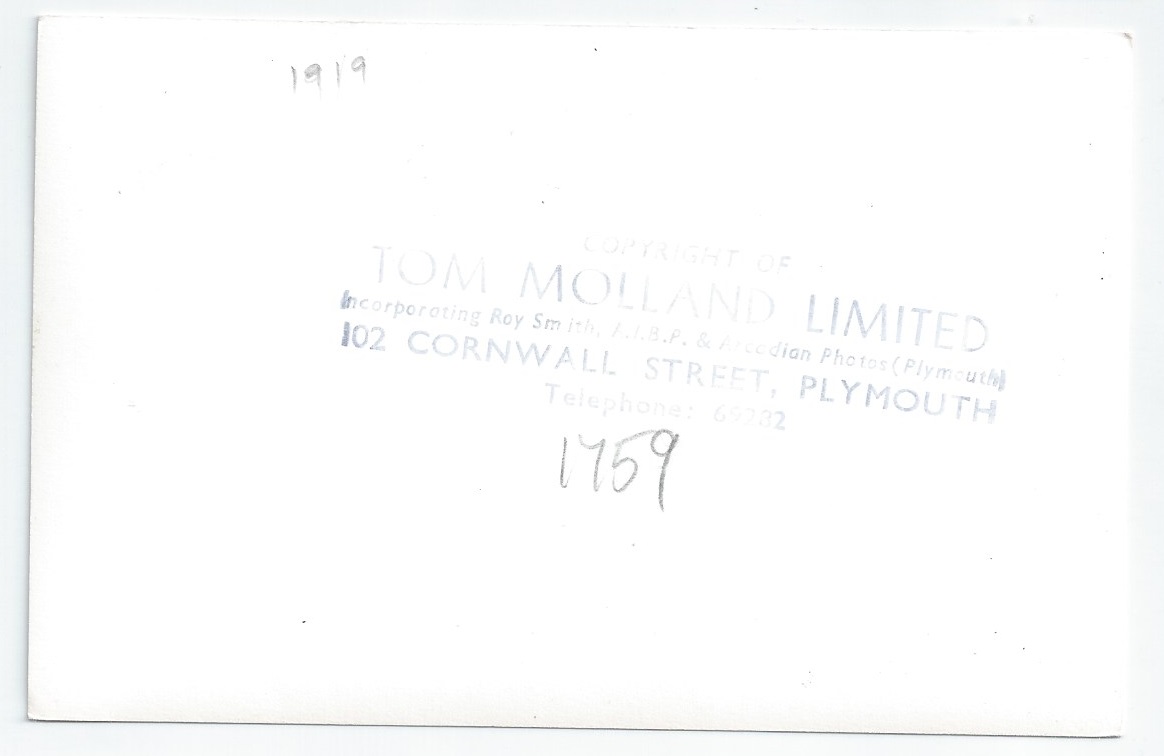 1919
COPYRIGHT OF
TOM MOLLAND LIMITED
Incorporating Roy Smith, A.I.B.P. & Arcadian Photos (Plymouth)
102 CORNWALL STREET, PLYMOUTH
Telephone: 69282
1759